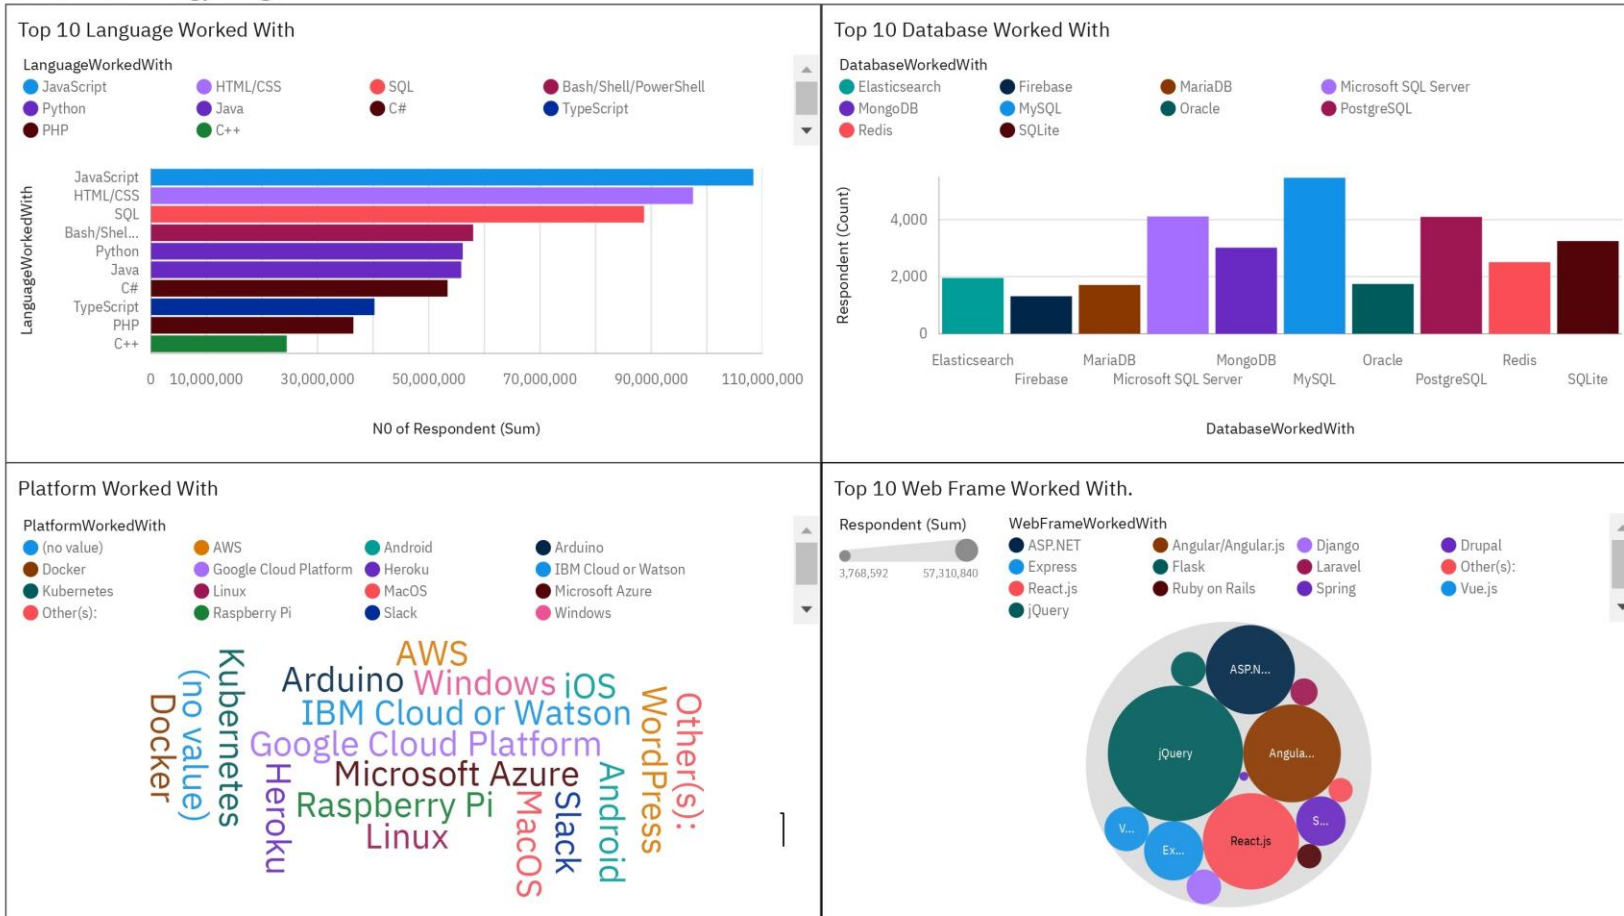 Top 10 Language Worked With
LanguageWorkedWith
JavaScript HTML/CSS SQL Bash/Shell/PowerShell
Python Java C# TypeScript
PHP C++
LanguageWorkedWith
JavaScript
HTML/CSS
SQL
Bash/Shel...
Python
Java
C#
TypeScript
PHP
C++
0 10,000,000 30,000,000 50,000,000 70,000,000 90,000,000 110,000,000
N0 of Respondent (Sum)
Top 10 Database Worked With
DatabaseWorkedWith
Elasticsearch Firebase MariaDB Microsoft SQL Server
MongoDB MySQL Oracle PostgreSQL
Redis SQLite
Respondent (Count)
4,000
2,000
0
Elasticsearch MariaDB MongoDB Oracle Redis
Firebase Microsoft SQL Server MySQL PostgreSQL SQLite
DatabaseWorkedWith
Platform Worked With
PlatformWorkedWith
(no value) AWS Android Arduino
Docker Google Cloud Platform Heroku IBM Cloud or Watson
Kubernetes Linux MacOS Microsoft Azure
Other(s): Raspberry Pi Slack Windows
AWS
Arduino Windows iOS
IBM Cloud or Watson
Google Cloud Platform
Microsoft Azure
Raspberry Pi
Linux
Docker
(no value)
Kubernetes
Heroku
MacOS
Slack
Android
WordPress
Other(s):
Top 10 Web Frame Worked With.
Respondent (Sum)
3,768,592 57,310,840
WebFrameWorkedWith
ASP.NET Angular/Angular.js Django Drupal
Express Flask Laravel Other(s):
React.js Ruby on Rails Spring Vue.js
jQuery
ASP.N...
jQuery
Angula...
V...
Ex...
React.js
S...